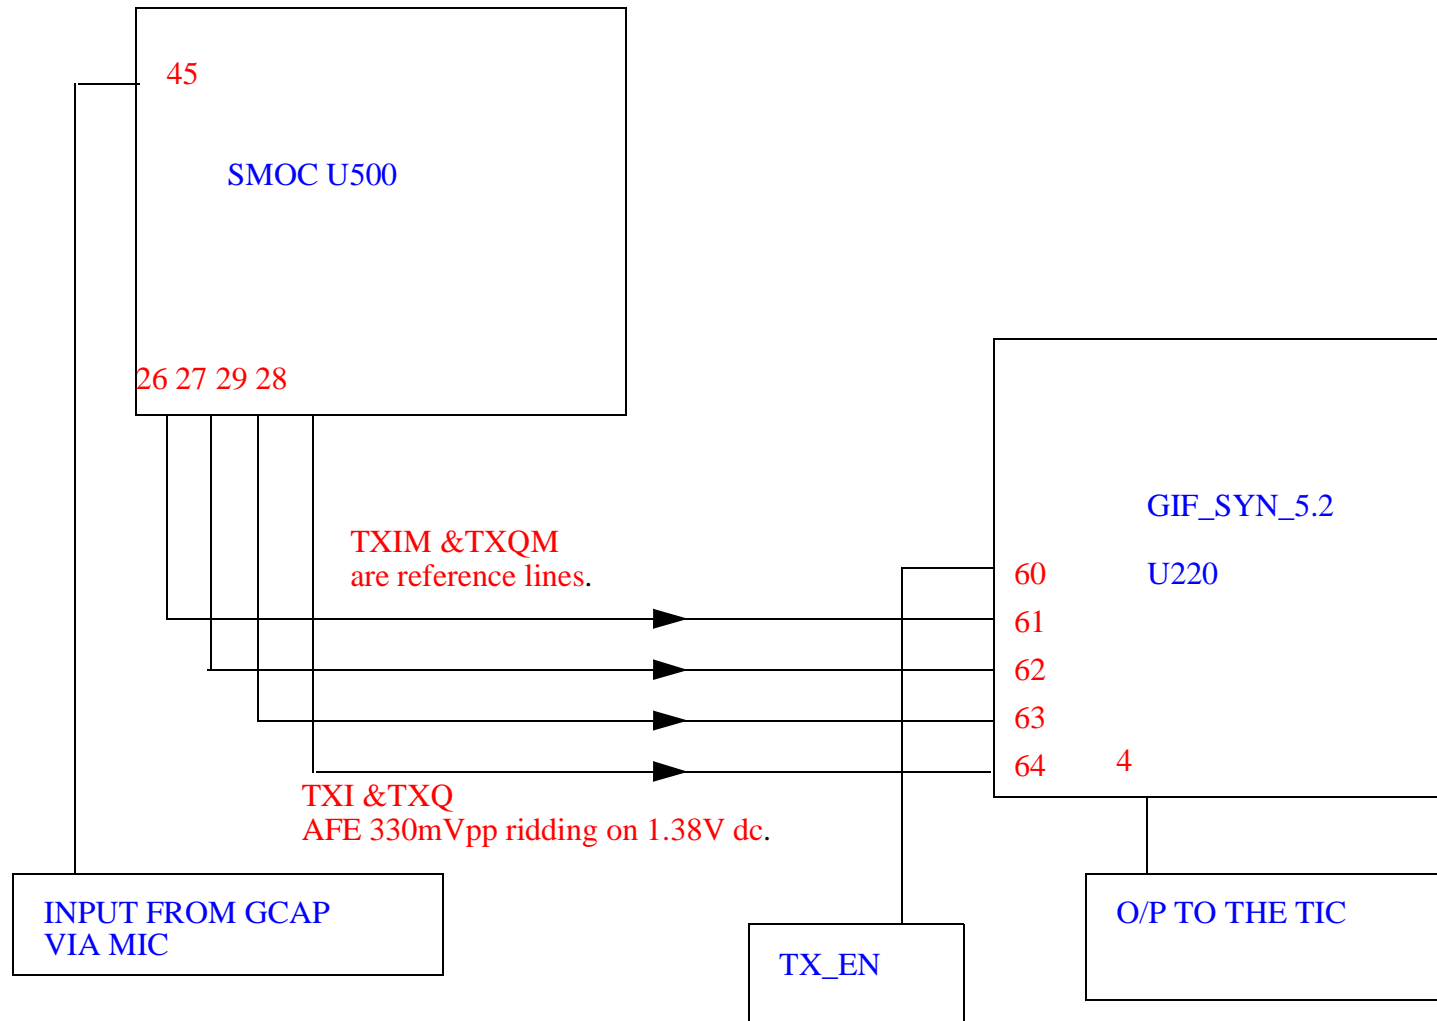 45
SMOC U500
26 27 29 28
TXIM &TXQM
are reference lines.
GIF_SYN_5.2
U220
60
61
62
63
64
4
TXI &TXQ
AFE 330mVpp ridding on 1.38V dc.
INPUT FROM GCAP
VIA MIC
TX_EN
O/P TO THE TIC